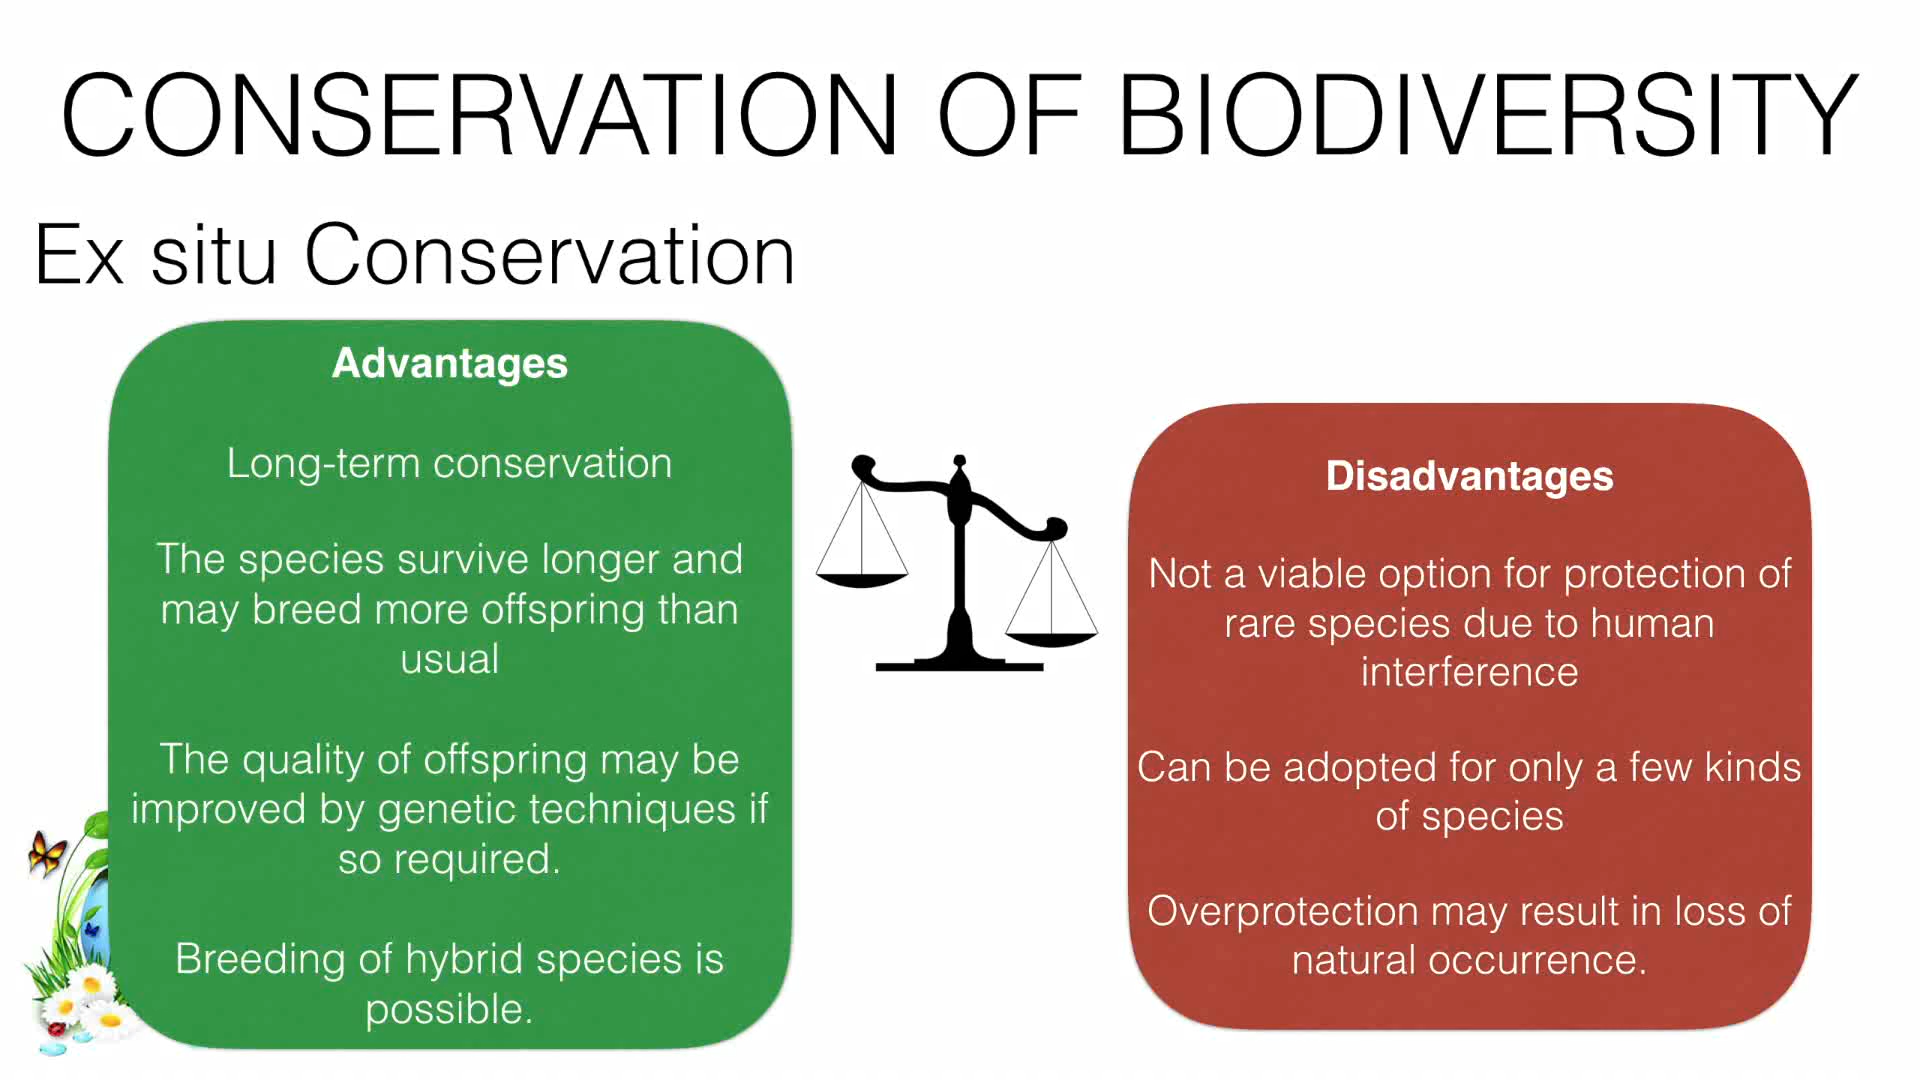 CONSERVATION OF BIODIVERSITY
Ex situ Conservation
Advantages
Long-term conservation
The species survive longer and
may breed more offspring than
usual
The quality of offspring may be
improved by genetic techniques if
so required.
Breeding of hybrid species is
possible.
Disadvantages
Not a viable option for protection of
rare species due to human
interference
Can be adopted for only a few kinds
of species
Overprotection may result in loss of
natural occurrence.